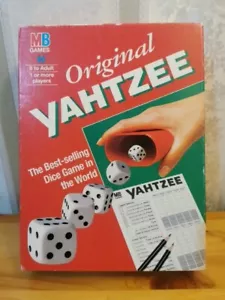 MB
GAMES
8 to Adult
1 or more
players
Original
YAHTZEE
The Best-selling
Dice Game in
the World
YAHTZEE